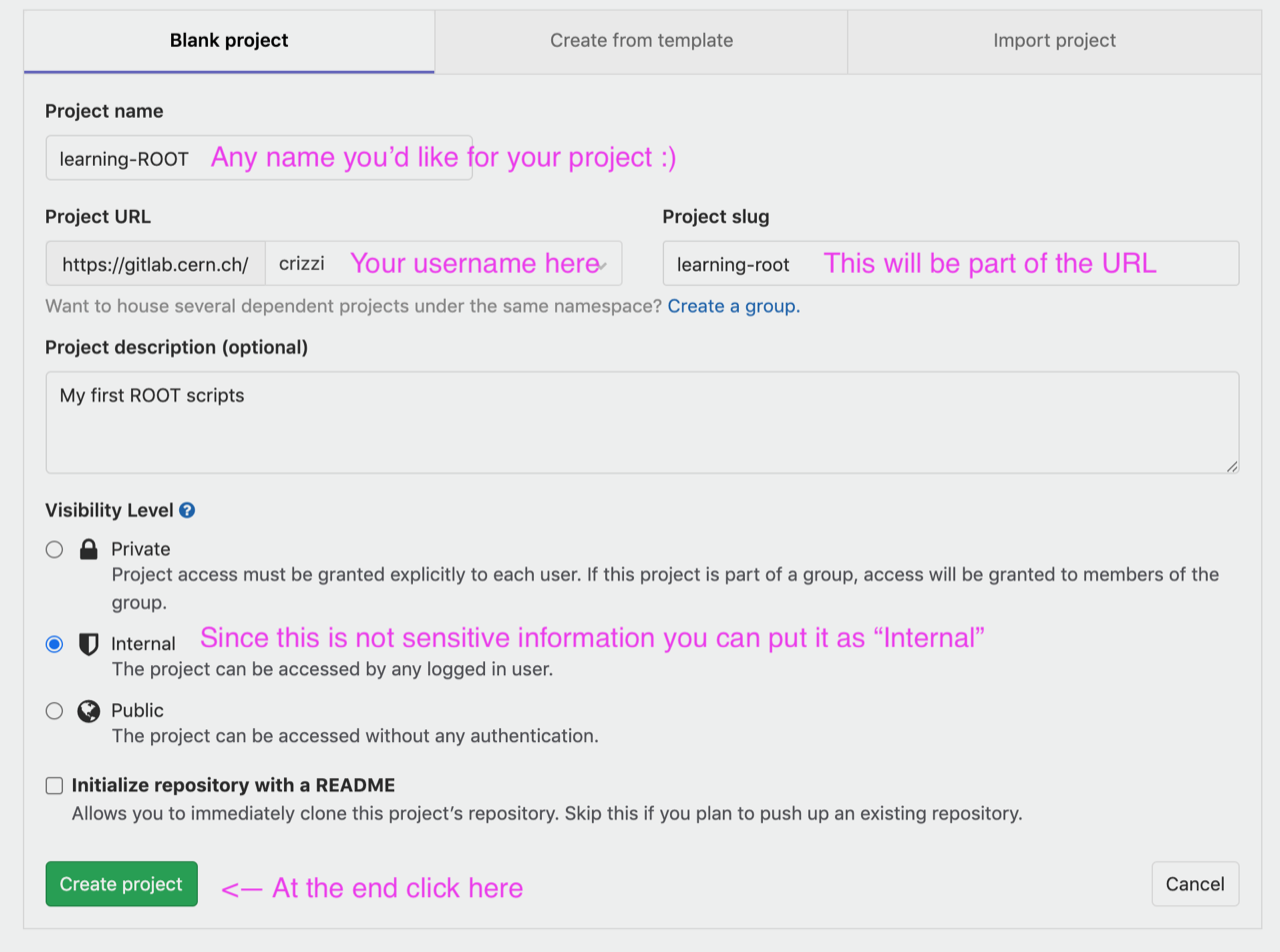 Blank project
Create from template
Import project
Project name
learning-ROOT Any name you’d like for your project :)
Project URL
Project slug
https://gitlab.cern.ch/ crizzi Your username here
learning-root This will be part of the URL
Want to house several dependent projects under the same namespace? Create a group.
Project description (optional)
My first ROOT scripts
Visibility Level ?
Private
Project access must be granted explicitly to each user. If this project is part of a group, access will be granted to members of the
group.
Internal Since this is not sensitive information you can put it as “Internal”
The project can be accessed by any logged in user.
Public
The project can be accessed without any authentication.
Initialize repository with a README
Allows you to immediately clone this project’s repository. Skip this if you plan to push up an existing repository.
Create project <— At the end click here
Cancel